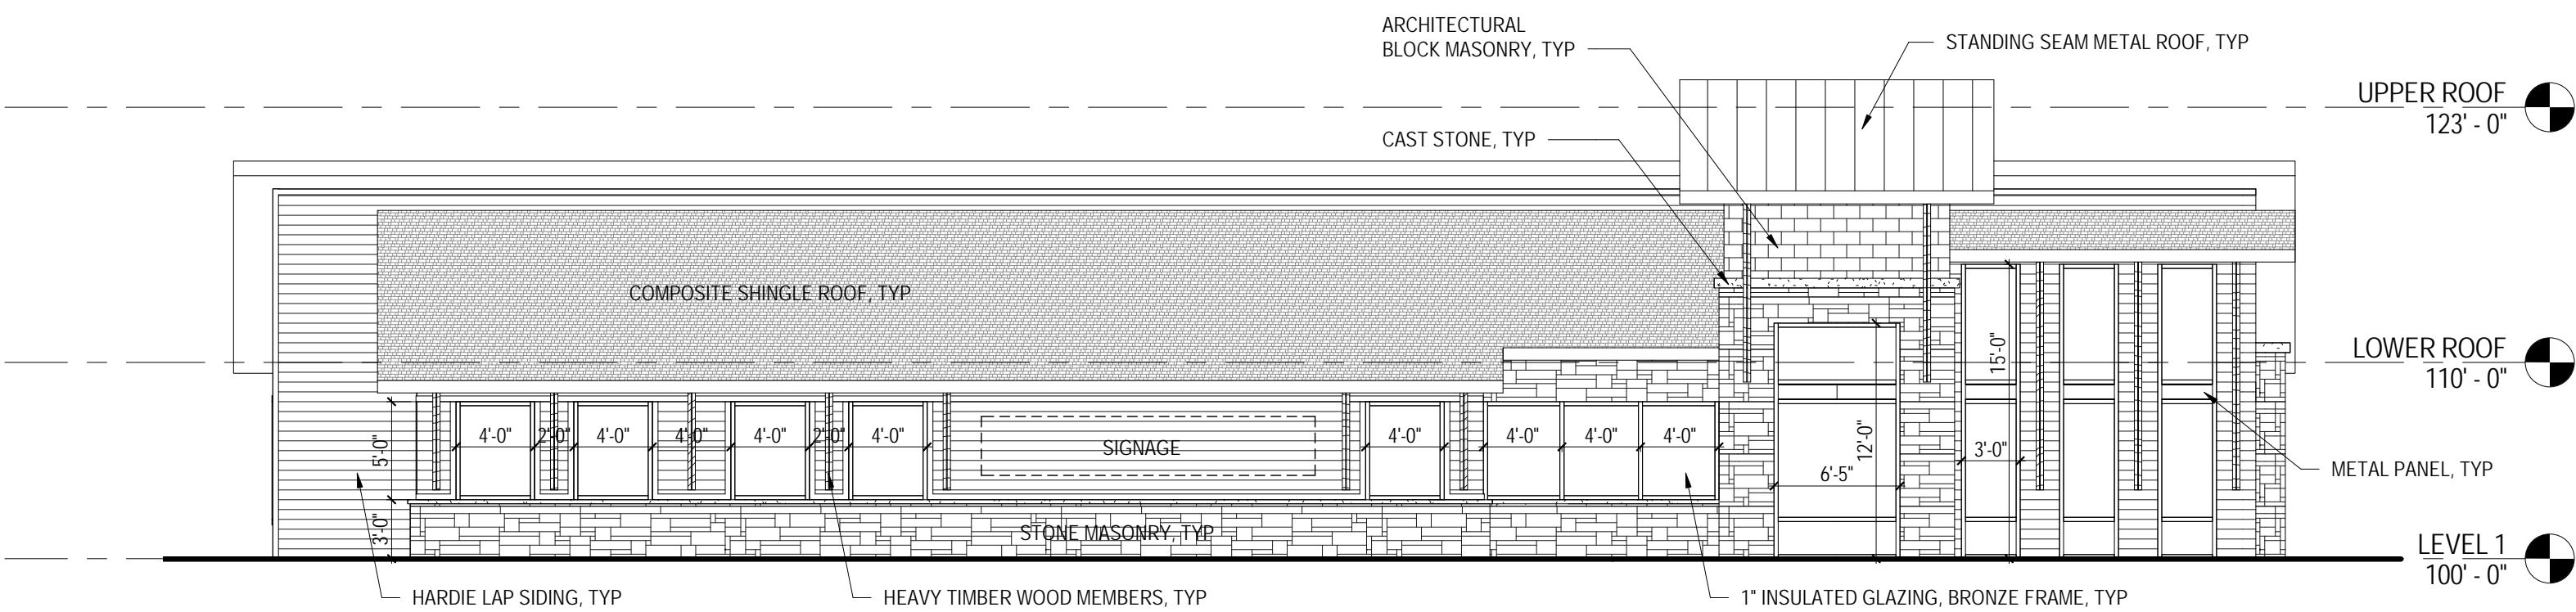 ARCHITECTURAL
BLOCK MASONRY, TYP
STANDING SEAM METAL ROOF, TYP
UPPER ROOF
123' - 0"
CAST STONE, TYP
COMPOSITE SHINGLE ROOF, TYP
LOWER ROOF
110' - 0"
15'-0"
4'-0" 2'-0" 4'-0" 4'-0" 4'-0" 2'-0" 4'-0" 4'-0" 4'-0" 4'-0" 4'-0"
5'-0"
SIGNAGE
12'-0"
3'-0"
6'-5"
METAL PANEL, TYP
3'-0"
STONE MASONRY, TYP
LEVEL 1
100' - 0"
HARDIE LAP SIDING, TYP
HEAVY TIMBER WOOD MEMBERS, TYP
1" INSULATED GLAZING, BRONZE FRAME, TYP